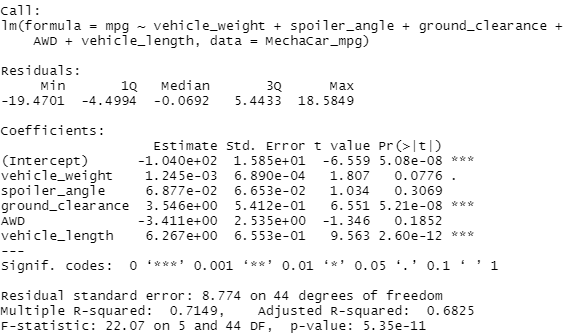 Call:
lm(formula = mpg ~ vehicle_weight + spoiler_angle + ground_clearance +
    AWD + vehicle_length, data = MechaCar_mpg)
Residuals:
     Min       1Q   Median       3Q      Max
-19.4701  -4.4994  -0.0692   5.4433  18.5849
Coefficients:
                   Estimate Std. Error t value Pr(>|t|)
(Intercept)      -1.040e+02  1.585e+01  -6.559 5.08e-08 ***
vehicle_weight    1.245e-03  6.890e-04   1.807   0.0776 .
spoiler_angle     6.877e-02  6.653e-02   1.034   0.3069
ground_clearance  3.546e+00  5.412e-01   6.551 5.21e-08 ***
AWD              -3.411e+00  2.535e+00  -1.346   0.1852
vehicle_length    6.267e+00  6.553e-01   9.563 2.60e-12 ***
---
Signif. codes:  0 ‘***’ 0.001 ‘**’ 0.01 ‘*’ 0.05 ‘.’ 0.1 ‘ ’ 1
Residual standard error: 8.774 on 44 degrees of freedom
Multiple R-squared:  0.7149,    Adjusted R-squared:  0.6825
F-statistic: 22.07 on 5 and 44 DF,  p-value: 5.35e-11